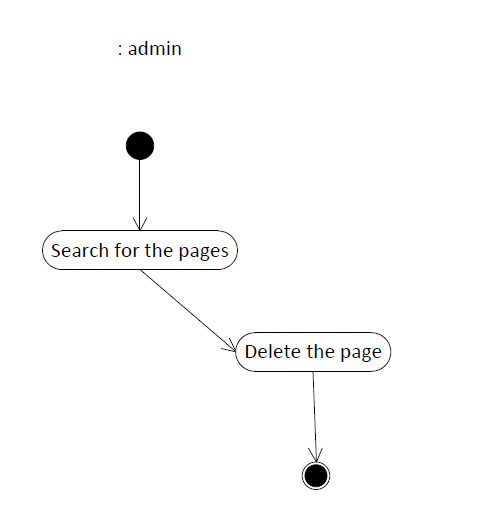 : admin
Search for the pages
Delete the page